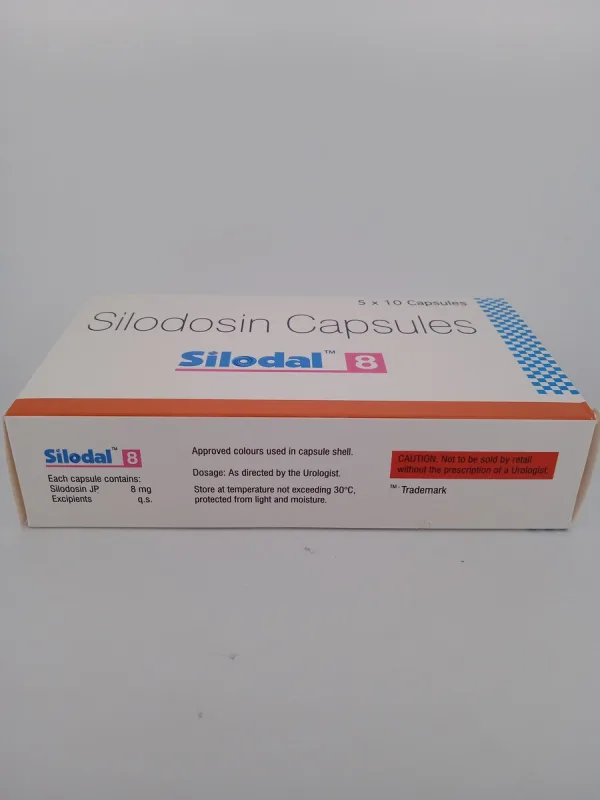 5 x 10 Capsules
Silodosin Capsules
Silodal™ 8
Silodal™ 8
Each capsule contains:
Silodosin JP 8 mg
Excipients q.s.
Approved colours used in capsule shell.
Dosage: As directed by the Urologist.
Store at temperature not exceeding 30°C,
protected from light and moisture.
CAUTION. Not to be sold by retail
without the prescription of a Urologist.
™- Trademark